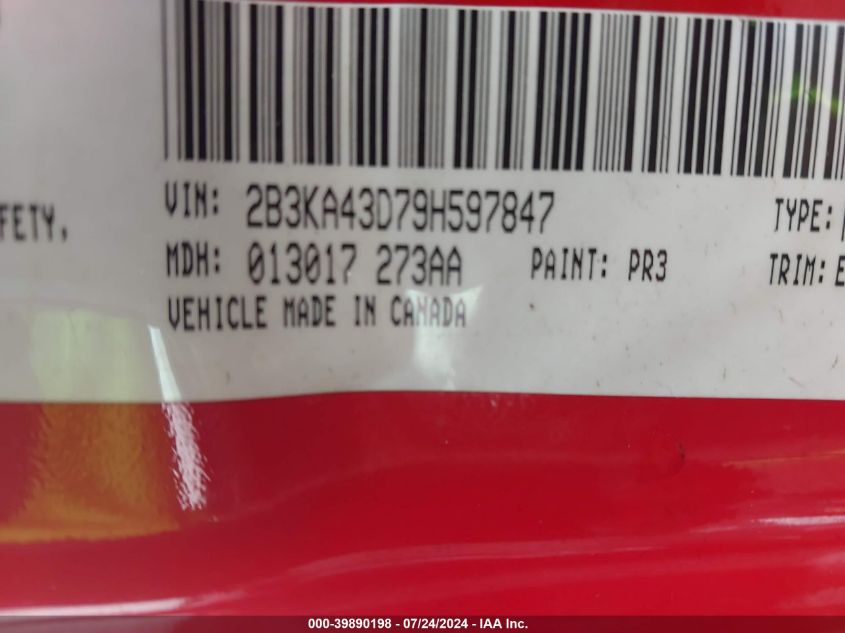 VIN: 2B3KA43D79H597847 TYPE:
FETY,
MDH: 013017 273AA PAINT: PR3 TRIM: E
VEHICLE MADE IN CANADA
000-39890198 - 07/24/2024 - IAA Inc.